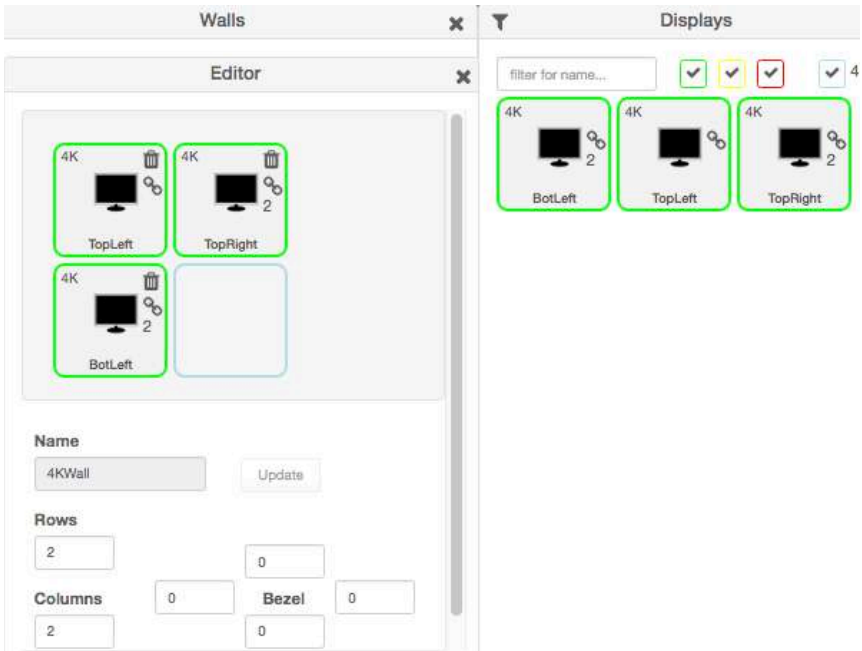 Walls
Displays
Editor
filter for name...
4
4K
4K
4K
2
2
BotLeft
TopLeft
TopRight
4K
4K
2
TopLeft
TopRight
4K
2
BotLeft
Name
4KWall
Update
Rows
2
0
Columns
0
Bezel
0
2
0